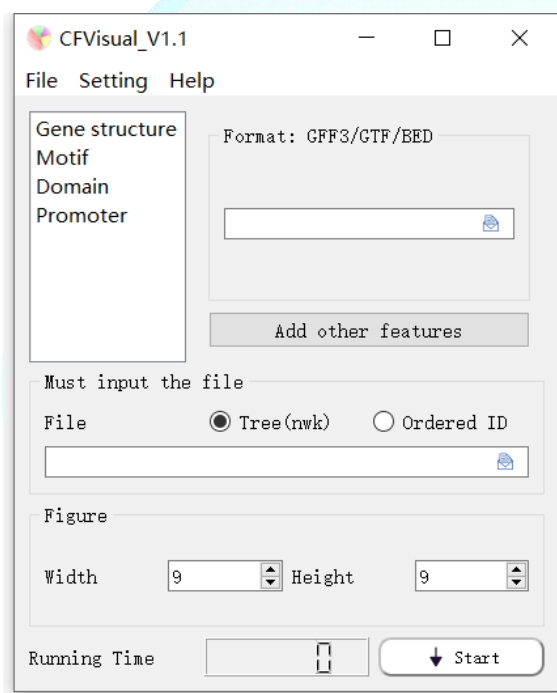 CFVisual_V1.1
File Setting Help
Gene structure
Motif
Domain
Promoter
Format: GFF3/GTF/BED
Add other features
Must input the file
File Tree(nwk) Ordered ID
Figure
Width 9 Height 9
Running Time 0 Start